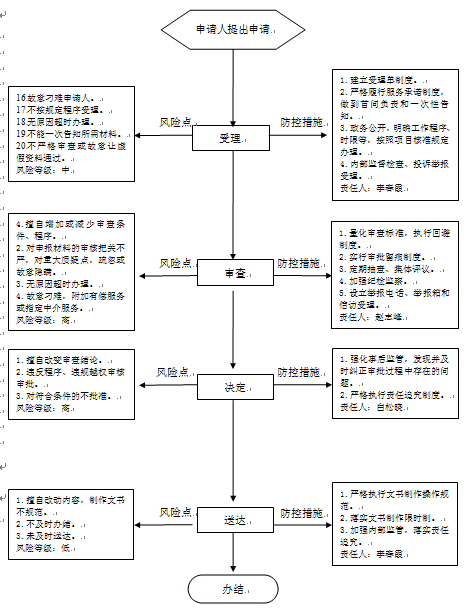 申请人提出申请
16.故意刁难申请人。
17不按规定程序受理。
18.无原因超时办理。
19.不能一次告知所需材料。
20.不严格审查或故意让虚
假资料通过。
风险等级：中
风险点
受理
防控措施
1. 建立受理单制度。
2. 严格履行服务承诺制度，
做到首问负责和一次性告
知。
3. 政务公开，明确工作程序、
时限等，按照项目核准规定
办理。
4. 内部监督检查、投诉举报
受理。
责任人：李春霞
4.擅自增加或减少审查条
件、程序。
2. 对申报材料的审核把关不
严，对重大质疑点，疏忽或
故意隐瞒。
3. 无原因超时办理。
4. 故意刁难，附加有偿服务
或指定中介服务。
风险等级：高
风险点
审查
防控措施
1. 量化审查标准，执行回避
制度。
2. 实行审批留痕制度。
3. 定期抽查、集体评议。
4. 加强纪检监察。
5. 设立举报电话、举报箱和
信访受理。
责任人：赵志峰
1. 擅自改变审查结论。
2. 违反程序、违规越权审核
审批。
3. 对符合条件的不批准。
风险等级：高
风险点
决定
防控措施
1. 强化事后监管，发现并及
时纠正审批过程中存在的问
题。
2. 严格执行责任追究制度。
责任人：白松晓
1. 擅自改动内容，制作文书
不规范。
2. 不及时办结。
3. 未及时送达。
风险等级：低
风险点
送达
防控措施
1. 严格执行文书制作操作规
范。
2. 落实文书制作限时制。
3. 加强内部监管，落实责任
追究。
责任人：李春霞
办结